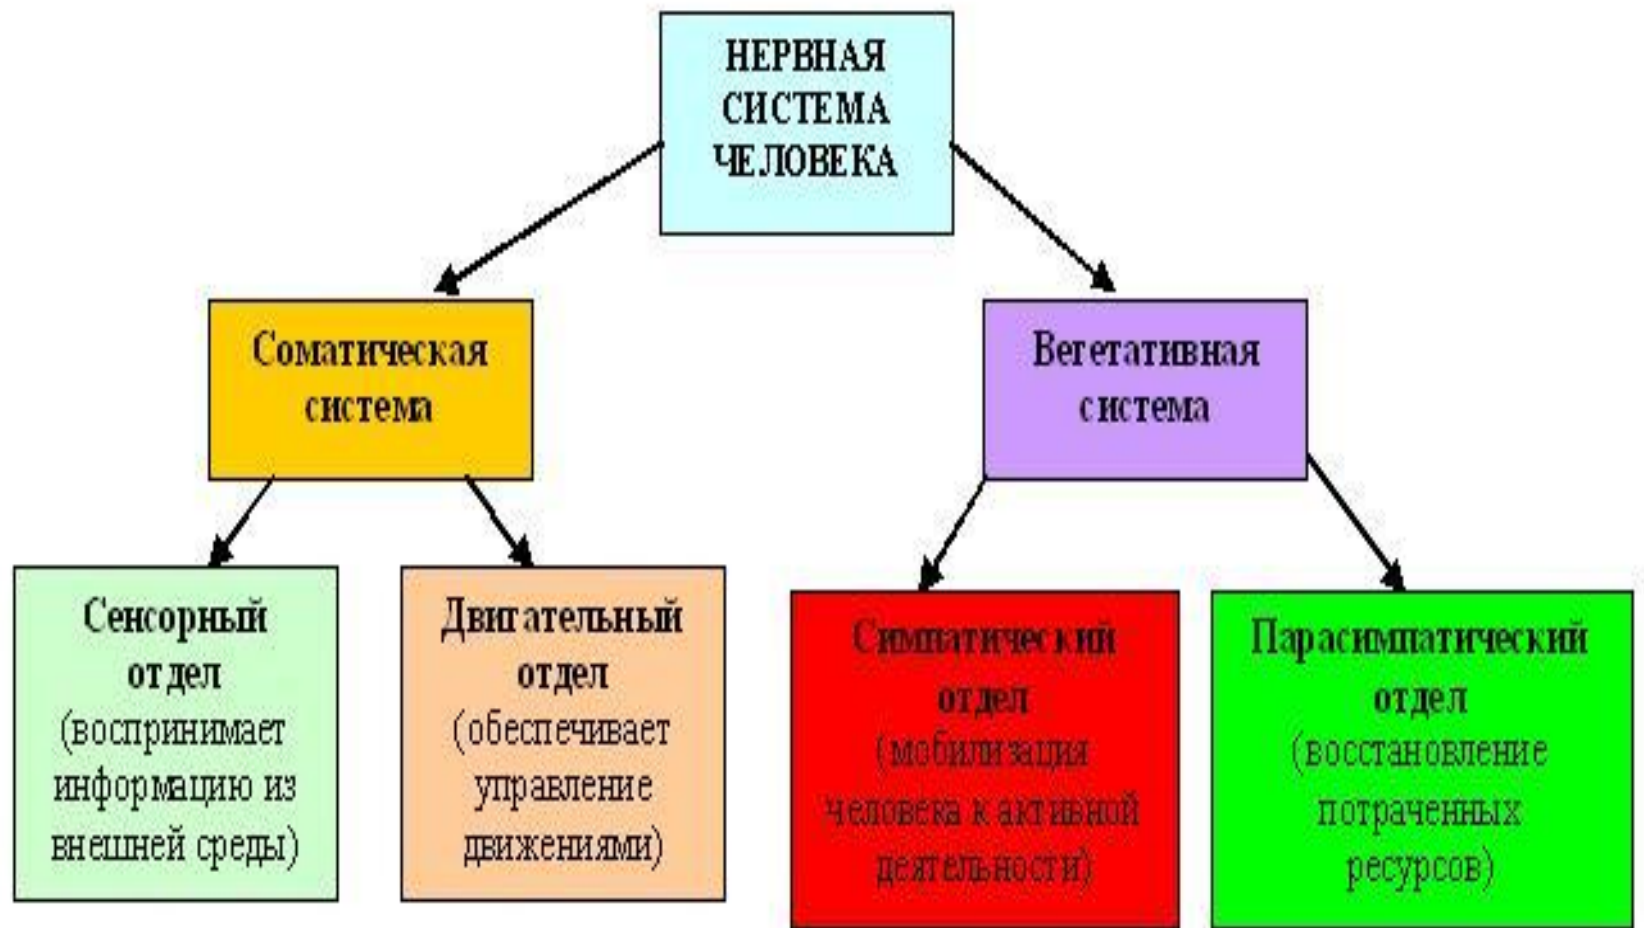 НЕРВНАЯ
СИСТЕМА
ЧЕЛОВЕКА
Соматическая
система
Вегетативная
система
Сенсорный
отдел
(воспринимает
информацию из
внешней среды)
Двигательный
отдел
(обеспечивает
управление
движениями)
Симпатический
отдел
(мобилизация
человека к активной
деятельности)
Парасимпатический
отдел
(восстановление
потраченных
ресурсов)